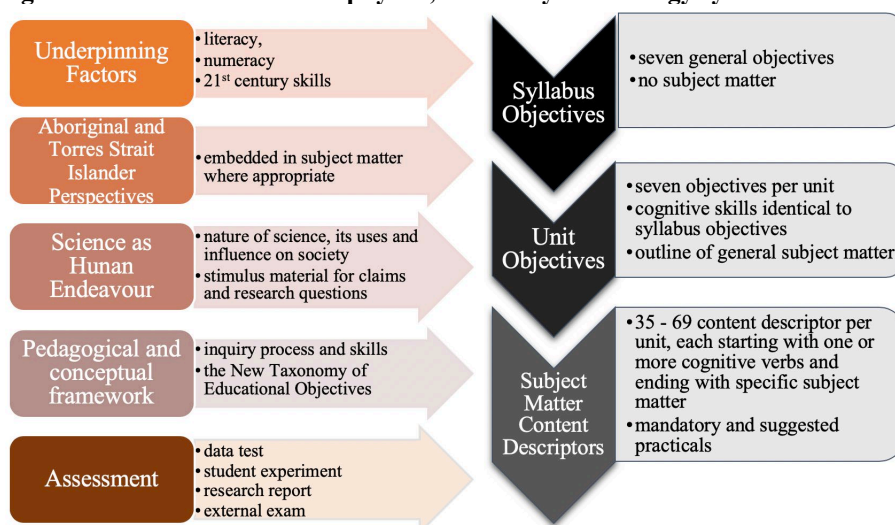 Underpinning
Factors
• literacy,
• numeracy
• 21st century skills
Aboriginal and
Torres Strait
Islander
Perspectives
• embedded in subject matter
where appropriate
Science as
Hunan
Endeavour
• nature of science, its uses and
influence on society
• stimulus material for claims
and research questions
Pedagogical and
conceptual
framework
• inquiry process and skills
• the New Taxonomy of
Educational Objectives
Assessment
• data test
• student experiment
• research report
• external exam
Syllabus
Objectives
• seven general objectives
• no subject matter
Unit
Objectives
• seven objectives per unit
• cognitive skills identical to
syllabus objectives
• outline of general subject matter
Subject
Matter
Content
Descriptors
• 35 - 69 content descriptor per
unit, each starting with one or
more cognitive verbs and
ending with specific subject
matter
• mandatory and suggested
practicals